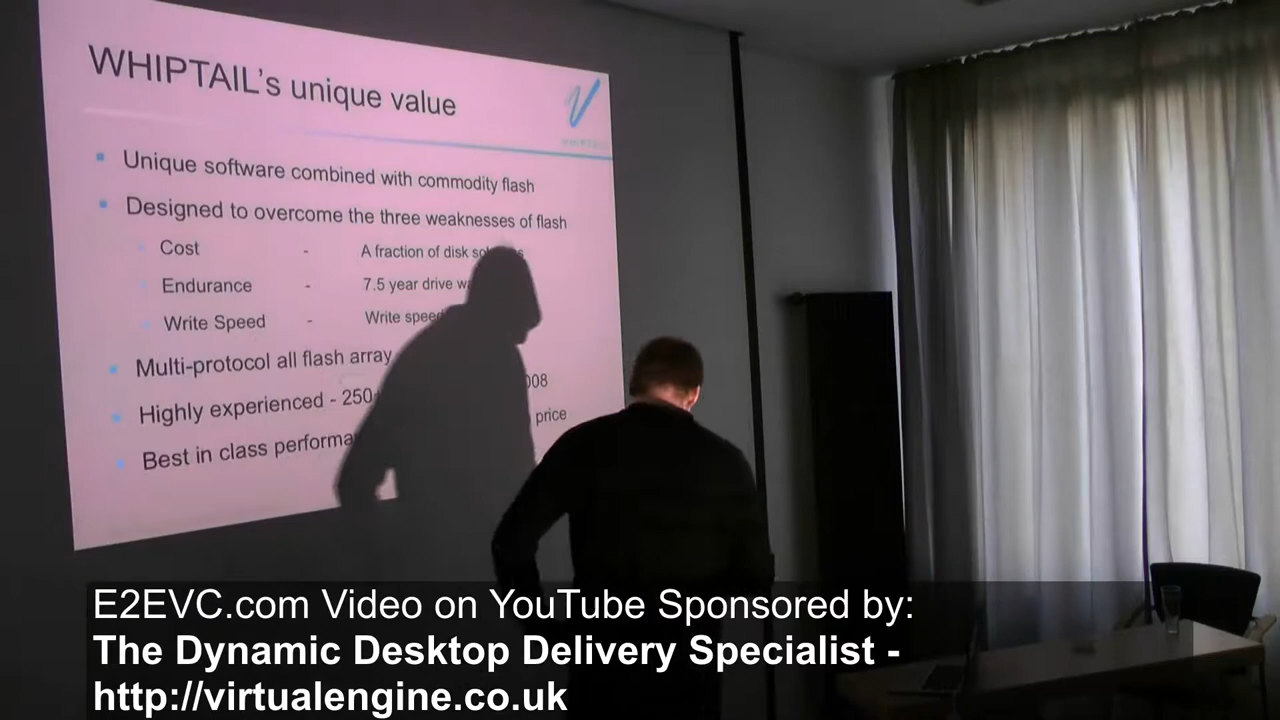 WHIPTAIL's unique value
Unique software combined with commodity flash
Designed to overcome the three weaknesses of flash
Cost - A fraction of disk
Endurance - 7.5 year drive
Write Speed - Write
Multi-protocol all flash array
Highly experienced - 250
Best in class price
E2EVC.com Video on YouTube Sponsored by:
The Dynamic Desktop Delivery Specialist -
http://virtualengine.co.uk